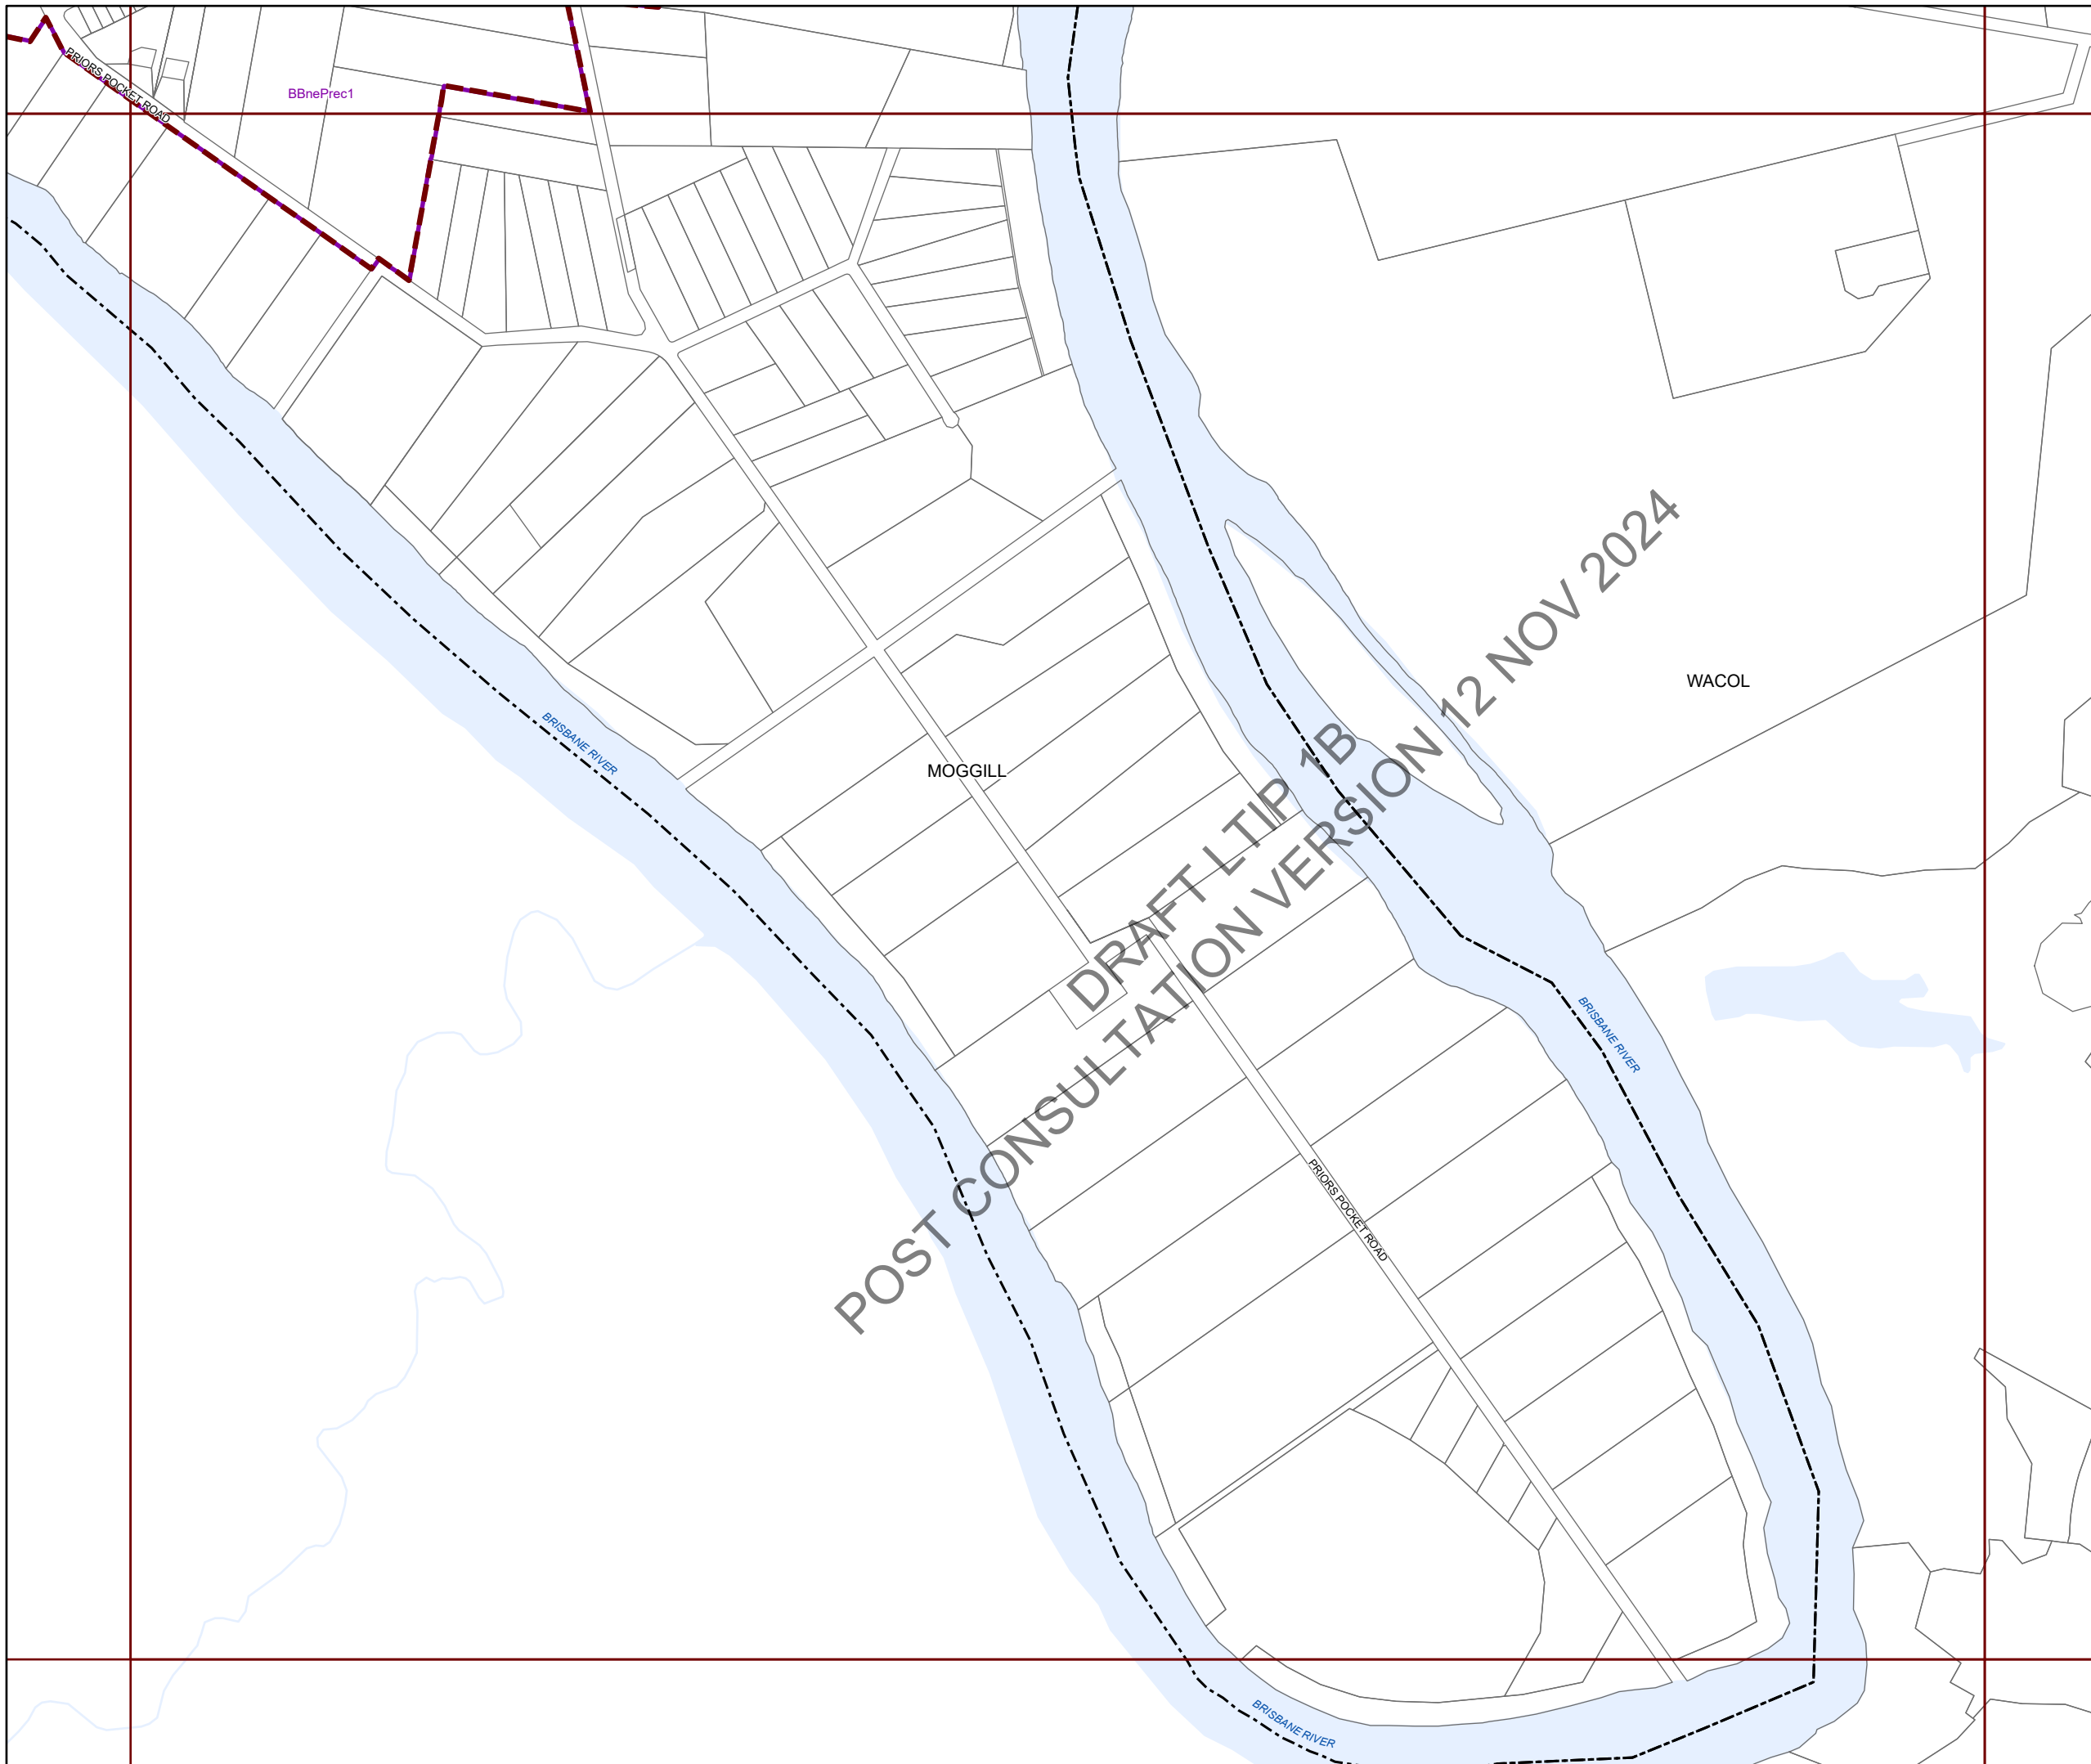 PRIORS POCKET ROAD
BBnePrec1
WACOL
BRISBANE RIVER
MOGGILL
DRAFT LTIP 1B
POST CONSULTATION VERSION 12 NOV 2024
BRISBANE RIVER
PRIORS POCKET ROAD
BRISBANE RIVER